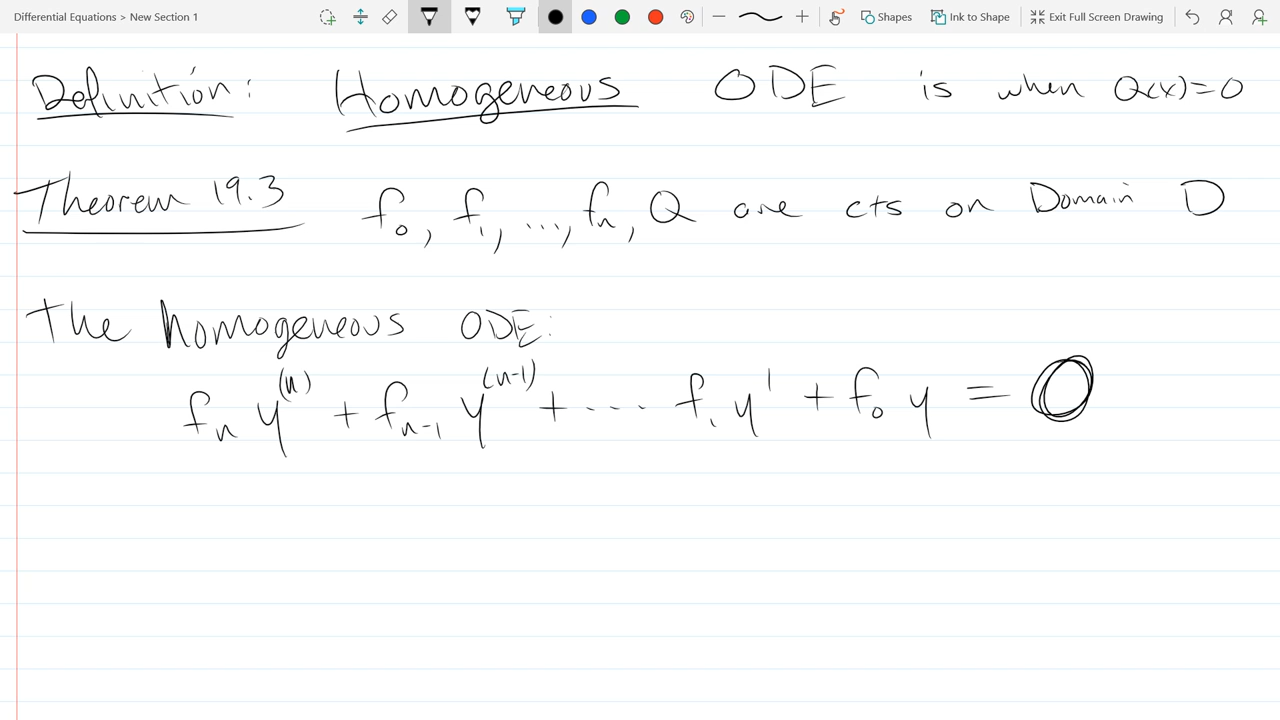 Differential Equations > New Section 1 Shapes Ink to Shape Exit Full Screen Drawing
Definition: Homogeneous ODE is when Q(x)=0
Theorem 19.3 f₀, f₁, ..., fₙ, Q are cts on Domain D
The homogeneous ODE:
fₙ y⁽ⁿ⁾ + fₙ₋₁ y⁽ⁿ⁻¹⁾ + ... f₁ y' + f₀ y = 0